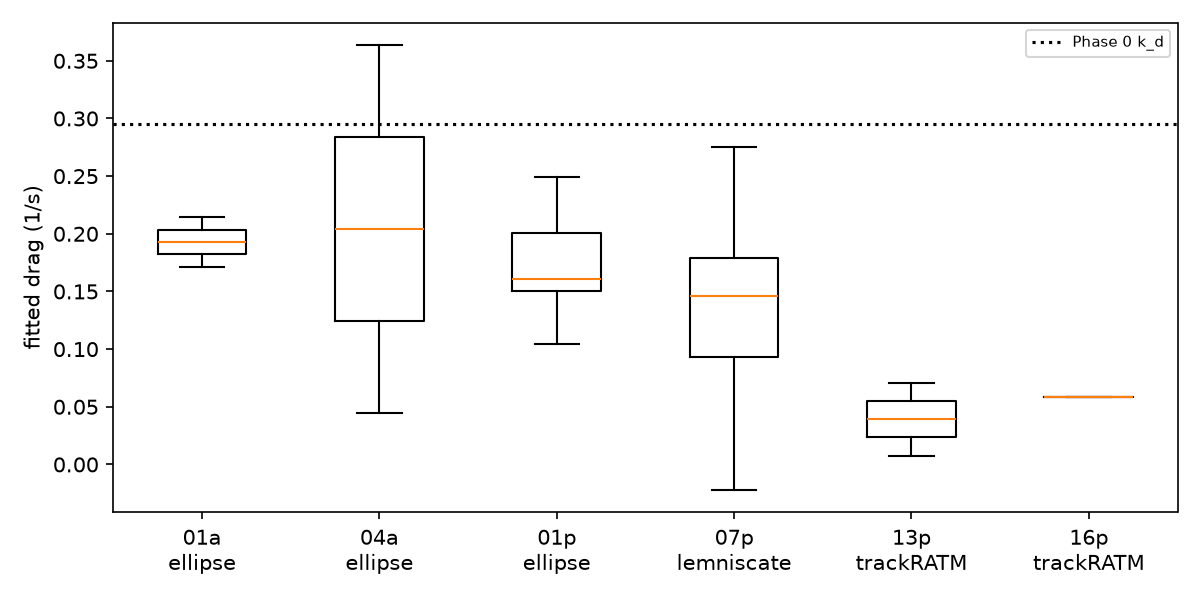 Phase 0 k_d
fitted drag (1/s)
0.35
0.30
0.25
0.20
0.15
0.10
0.05
0.00
01a
ellipse
04a
ellipse
01p
ellipse
07p
lemniscate
13p
trackRATM
16p
trackRATM